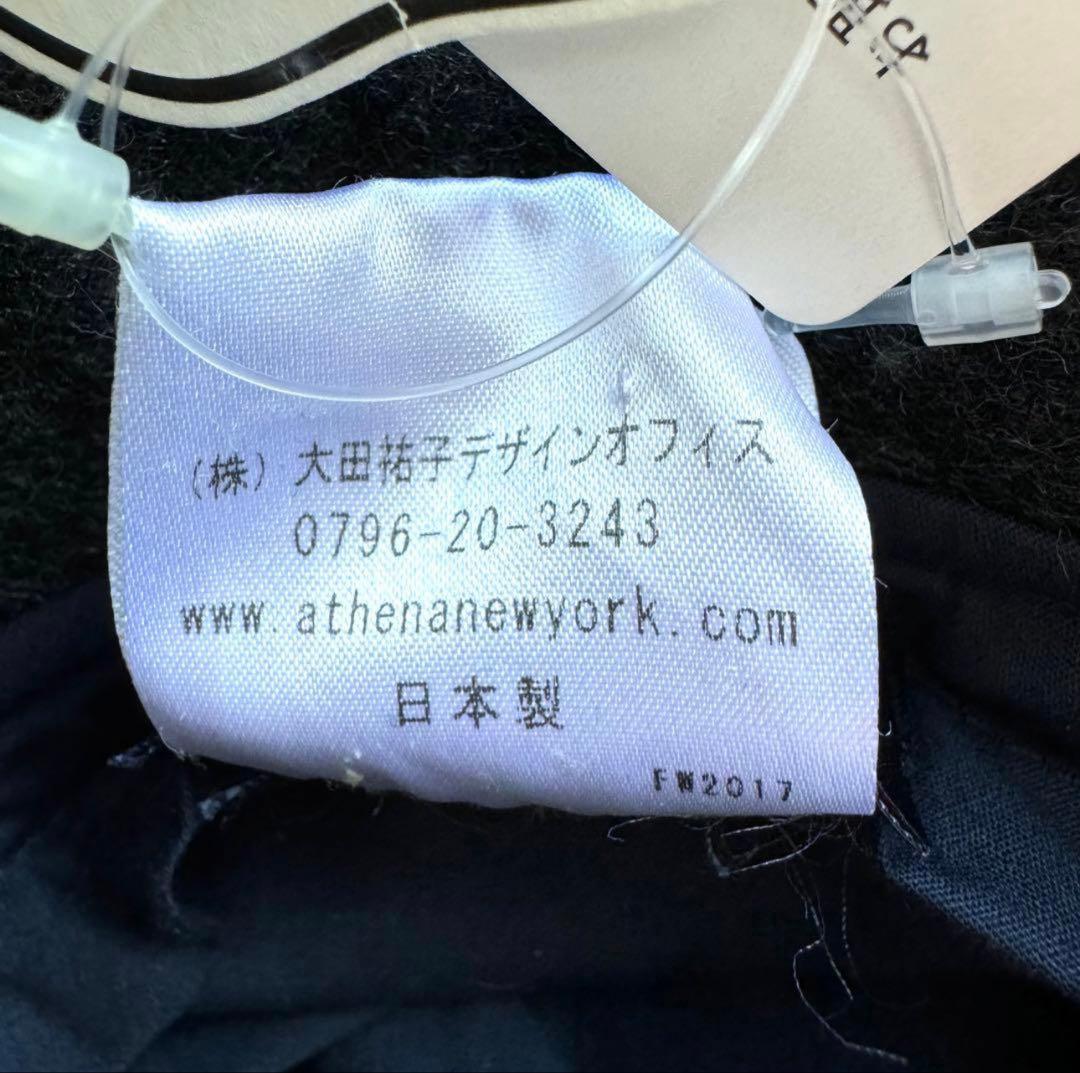 (株) 大田祐子デザインオフィス
0796-20-3243
www.athenanewyork.com
日本製
FW2017